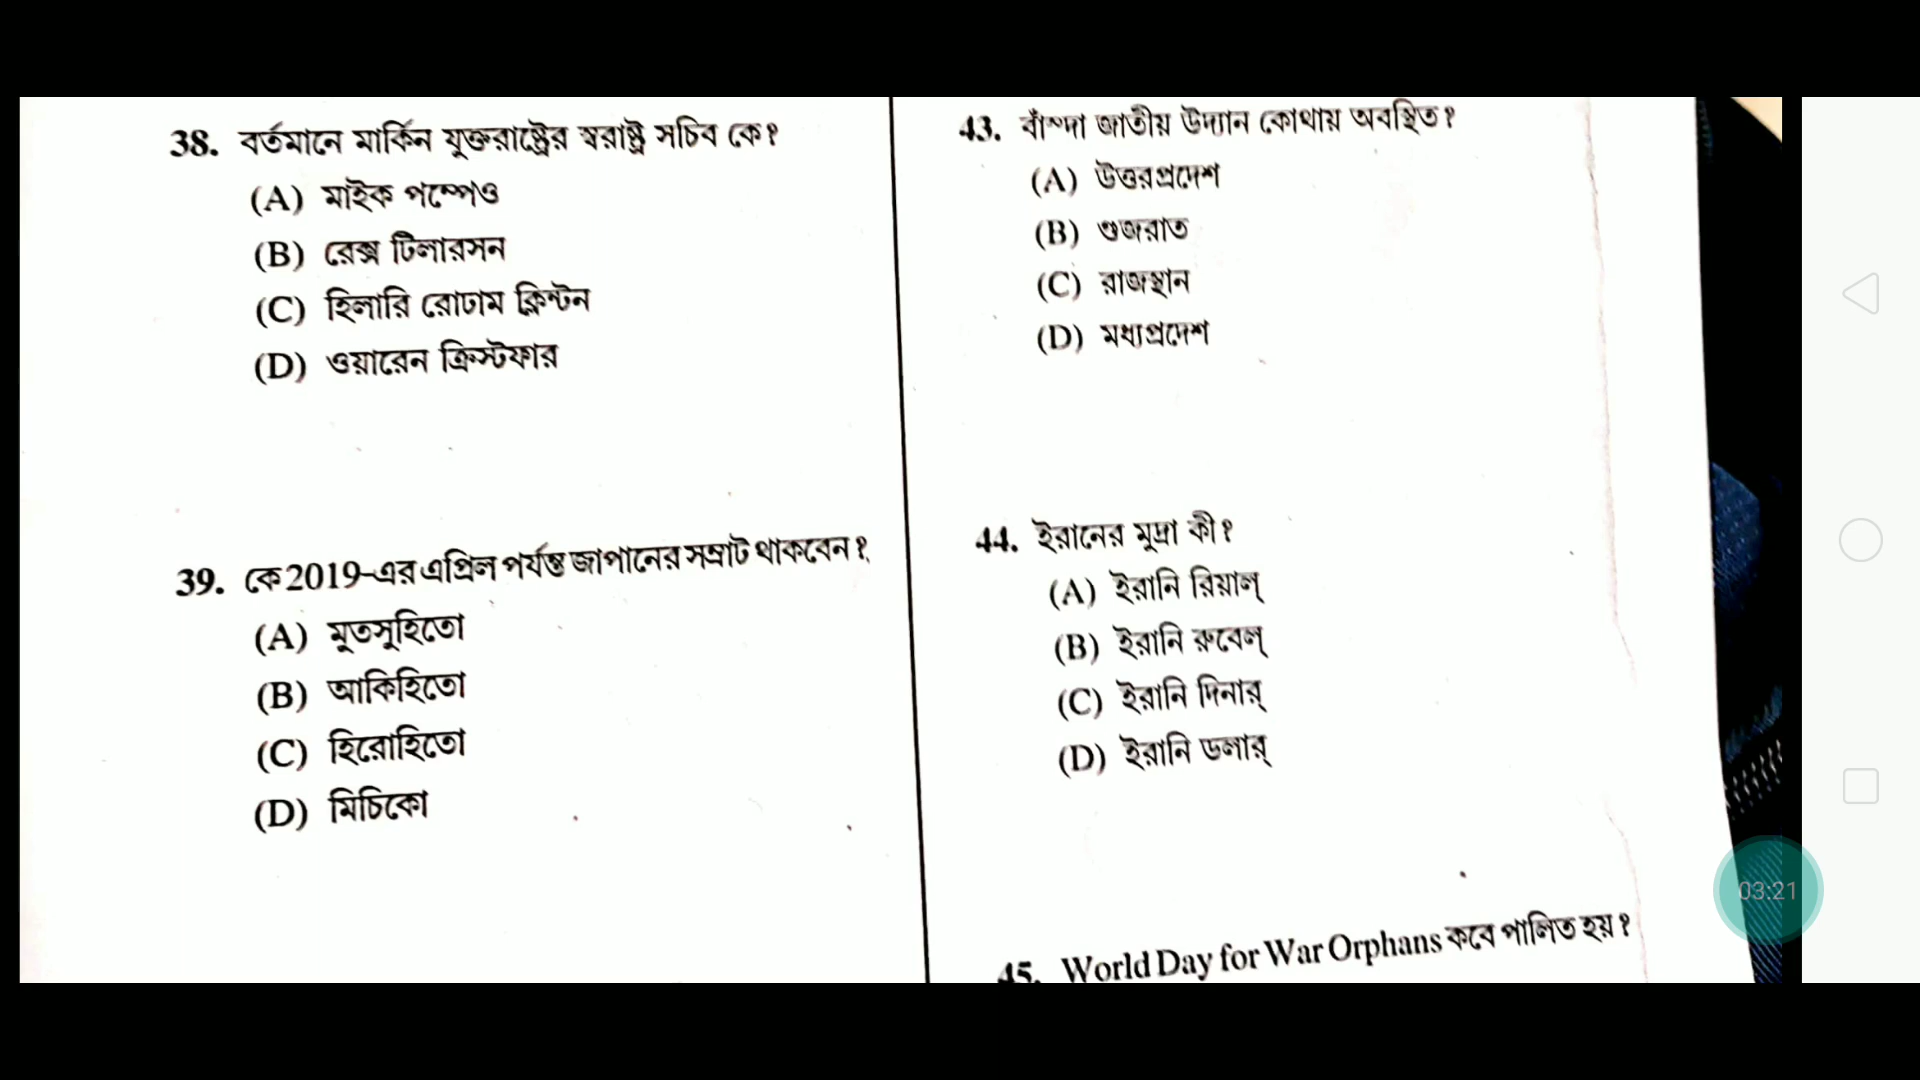 38. বর্তমানে মার্কিন যুক্তরাষ্ট্রের স্বরাষ্ট্র সচিব কে?
(A) মাইক পম্পেও
(B) রেক্স টিলারসন
(C) হিলারি রোঢাম ক্লিন্টন
(D) ওয়ারেন ক্রিস্টফার
39. কে 2019-এর এপ্রিল পর্যন্ত জাপানের সম্রাট থাকবেন?
(A) মুতসুহিতো
(B) আকিহিতো
(C) হিরোহিতো
(D) মিচিকো
43. বাঁন্দা জাতীয় উদ্যান কোথায় অবস্থিত?
(A) উত্তরপ্রদেশ
(B) গুজরাত
(C) রাজস্থান
(D) মধ্যপ্রদেশ
44. ইরানের মুদ্রা কী?
(A) ইরানি রিয়াল্
(B) ইরানি রুবেল্
(C) ইরানি দিনার্
(D) ইরানি ডলার্
45. World Day for War Orphans কবে পালিত হয়?
03:21